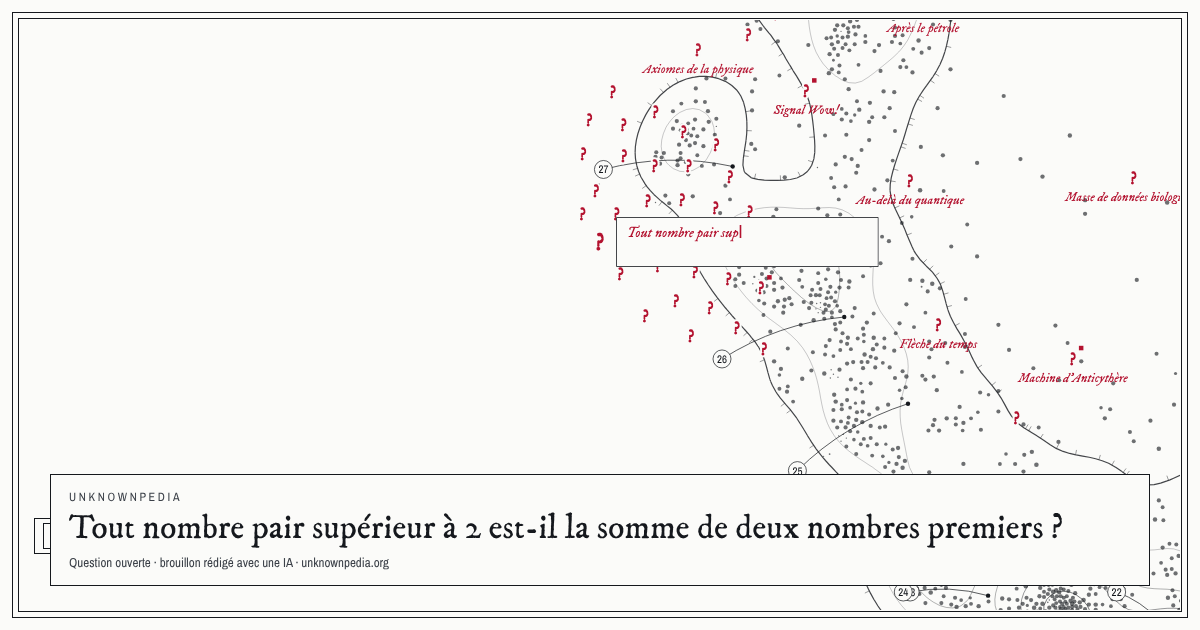 Après le pétrole
Axiomes de la physique
Signal Wow!
27
Au-delà du quantique
Masse de données biologi
Tout nombre pair sup
Flèche du temps
26
Machine d'Anticythère
25
UNKNOWNPEDIA
Tout nombre pair supérieur à 2 est-il la somme de deux nombres premiers ?
Question ouverte · brouillon rédigé avec une IA · unknownpedia.org
24
22